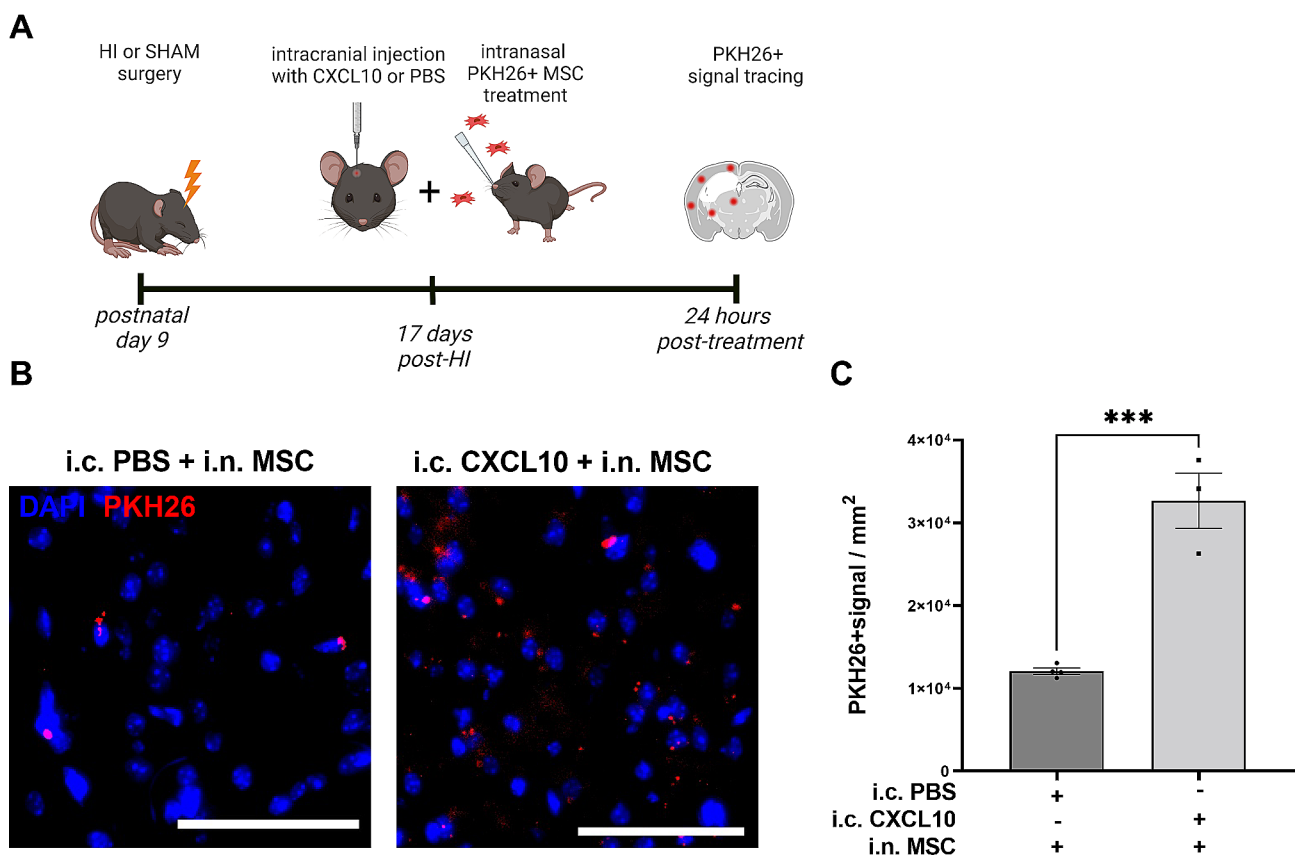 A
HI or SHAM
surgery
intracranial injection
with CXCL10 or PBS
intranasal
PKH26+ MSC
treatment
PKH26+
signal tracing
+
postnatal
day 9
17 days
post-HI
24 hours
post-treatment
B
i.c. PBS + i.n. MSC
i.c. CXCL10 + i.n. MSC
DAPI PKH26
C
***
PKH26+signal / mm²
4×10⁴
3×10⁴
2×10⁴
1×10⁴
0
i.c. PBS + -
i.c. CXCL10 - +
i.n. MSC + +